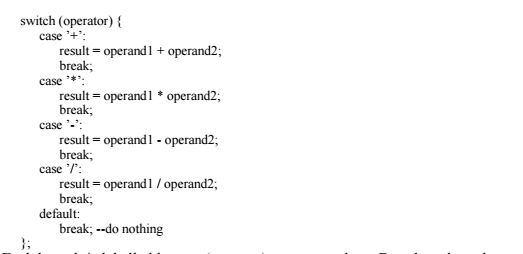 switch (operator) {
case '+':
result = operand1 + operand2;
break;
case '*':
result = operand1 * operand2;
break;
case '-':
result = operand1 - operand2;
break;
case '/':
result = operand1 / operand2;
break;
default:
break; --do nothing
};